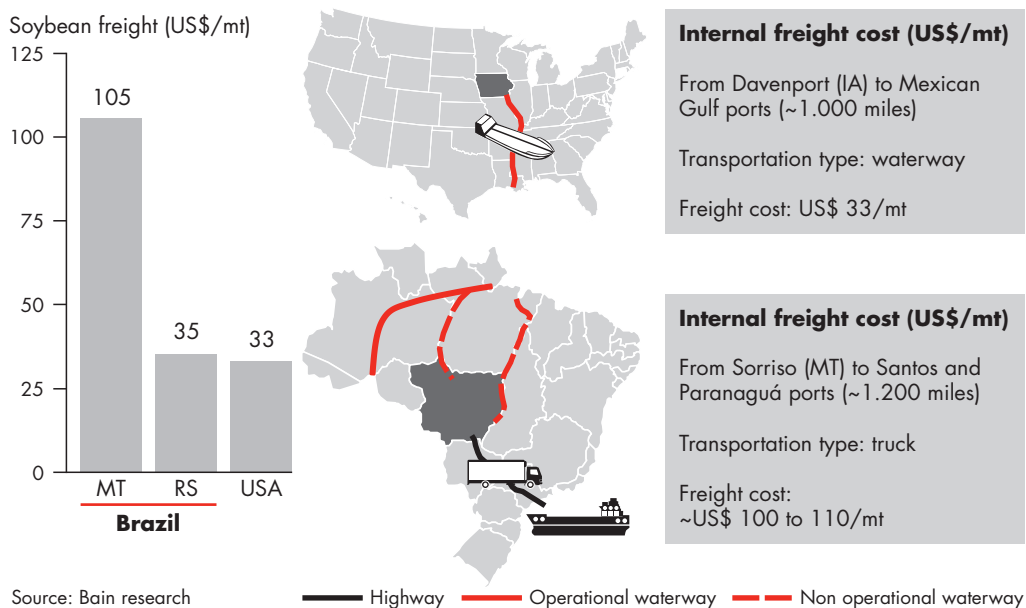 Soybean freight (US$/mt)
125
100
75
50
25
0
105
35
33
MT
RS
USA
Brazil
Internal freight cost (US$/mt)
From Davenport (IA) to Mexican
Gulf ports (~1.000 miles)
Transportation type: waterway
Freight cost: US$ 33/mt
Internal freight cost (US$/mt)
From Sorriso (MT) to Santos and
Paranaguá ports (~1.200 miles)
Transportation type: truck
Freight cost:
~US$ 100 to 110/mt
Source: Bain research
Highway
Operational waterway
Non operational waterway